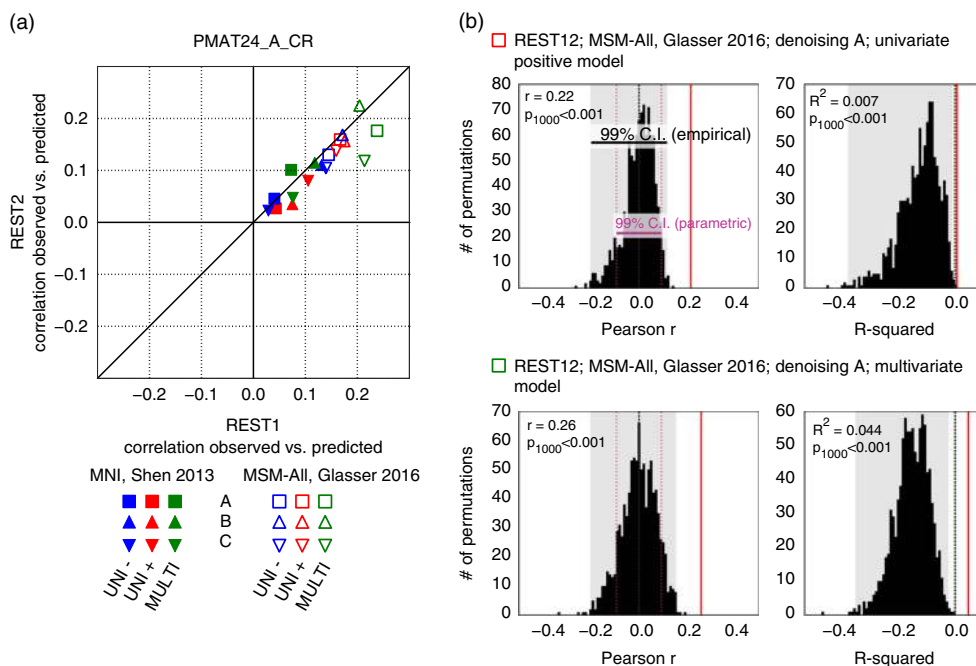 (a)
PMAT24_A_CR
REST2
correlation observed vs. predicted
0.2
0.1
0.0
−0.1
−0.2
−0.2 −0.1 0.0 0.1 0.2
REST1
correlation observed vs. predicted
MNI, Shen 2013 MSM-All, Glasser 2016
A
B
C
UNI - UNI + MULTI UNI - UNI + MULTI
(b)
REST12; MSM-All, Glasser 2016; denoising A; univariate
positive model
# of permutations
80
70
60
50
40
30
20
10
0
r = 0.22
p1000<0.001
99% C.I. (empirical)
99% C.I. (parametric)
−0.4 −0.2 0.0 0.2 0.4
Pearson r
70
60
50
40
30
20
10
0
R2 = 0.007
p1000<0.001
−0.4 −0.2 0.0
R-squared
REST12; MSM-All, Glasser 2016; denoising A; multivariate
model
# of permutations
70
60
50
40
30
20
10
0
r = 0.26
p1000<0.001
−0.4 −0.2 0.0 0.2 0.4
Pearson r
60
50
40
30
20
10
0
R2 = 0.044
p1000<0.001
−0.4 −0.2 0.0
R-squared